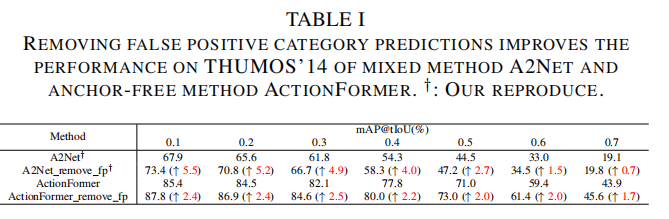 TABLE I
REMOVING FALSE POSITIVE CATEGORY PREDICTIONS IMPROVES THE
PERFORMANCE ON THUMOS'14 OF MIXED METHOD A2NET AND
ANCHOR-FREE METHOD ACTIONFORMER. †: OUR REPRODUCE.
Method mAP@tIoU(%)
0.1 0.2 0.3 0.4 0.5 0.6 0.7
A2Net† 67.9 65.6 61.8 54.3 44.5 33.0 19.1
A2Net_remove_fp† 73.4 (↑ 5.5) 70.8 (↑ 5.2) 66.7 (↑ 4.9) 58.3 (↑ 4.0) 47.2 (↑ 2.7) 34.5 (↑ 1.5) 19.8 (↑ 0.7)
ActionFormer 85.4 84.5 82.1 77.8 71.0 59.4 43.9
ActionFormer_remove_fp 87.8 (↑ 2.4) 86.9 (↑ 2.4) 84.6 (↑ 2.5) 80.0 (↑ 2.2) 73.0 (↑ 2.0) 61.4 (↑ 2.0) 45.6 (↑ 1.7)